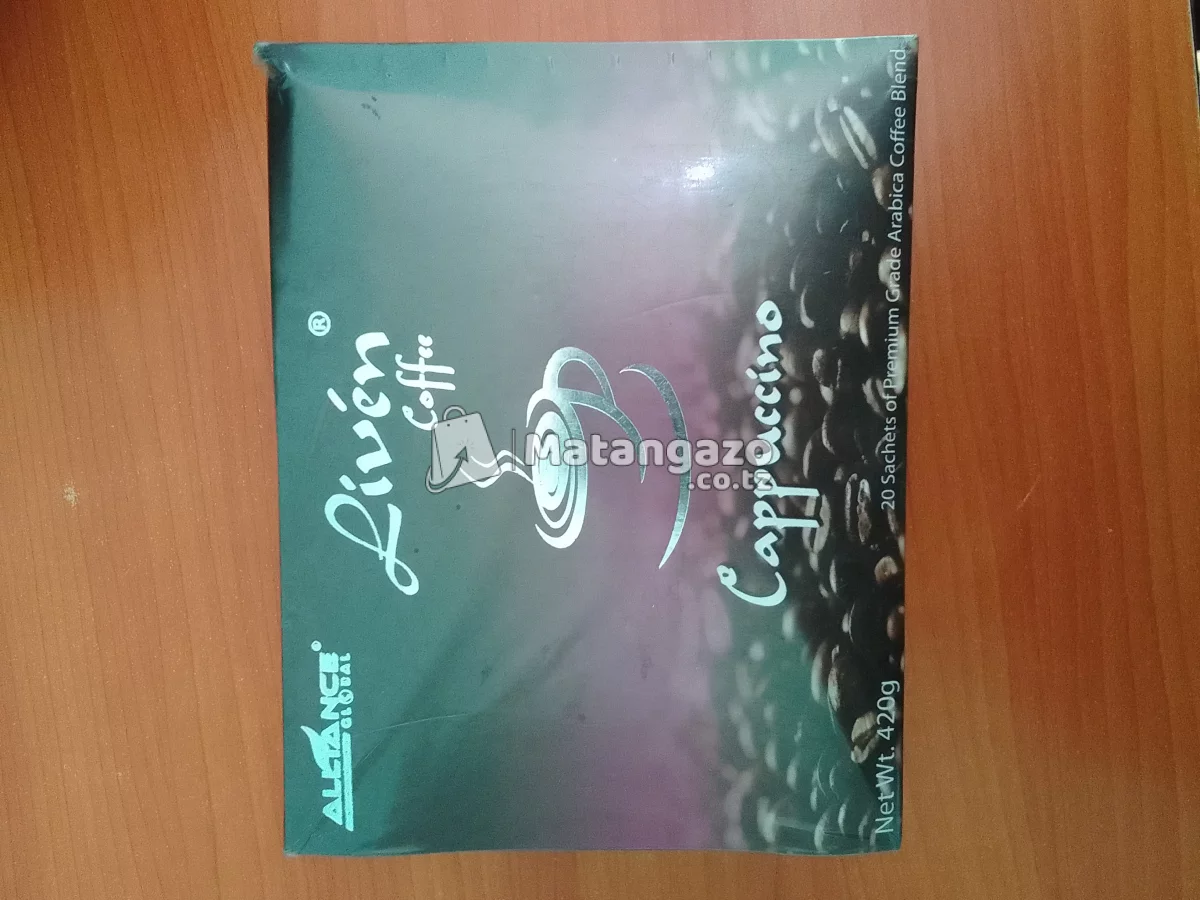 ALLIANCE®
GLOBAL
Livén®
Coffee
Cappuccino
Net Wt. 420g
20 Sachets of Premium Grade Arabica Coffee Blend
Matangazo
.co.tz